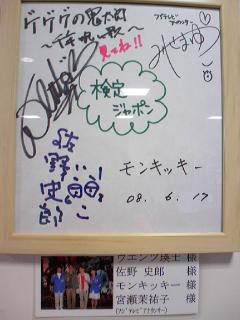 ゲゲゲの鬼太郎
～千年呪い歌～
見てね!!
フジテレビアナウンサー
みやせまゆ
検定
ジャポン
佐野史郎
モンキッキー
08. 6. 17
ウエンツ瑛士 様
佐野 史郎 様
モンキッキー 様
宮瀬茉祐子 様
(フジテレビアナウンサー)